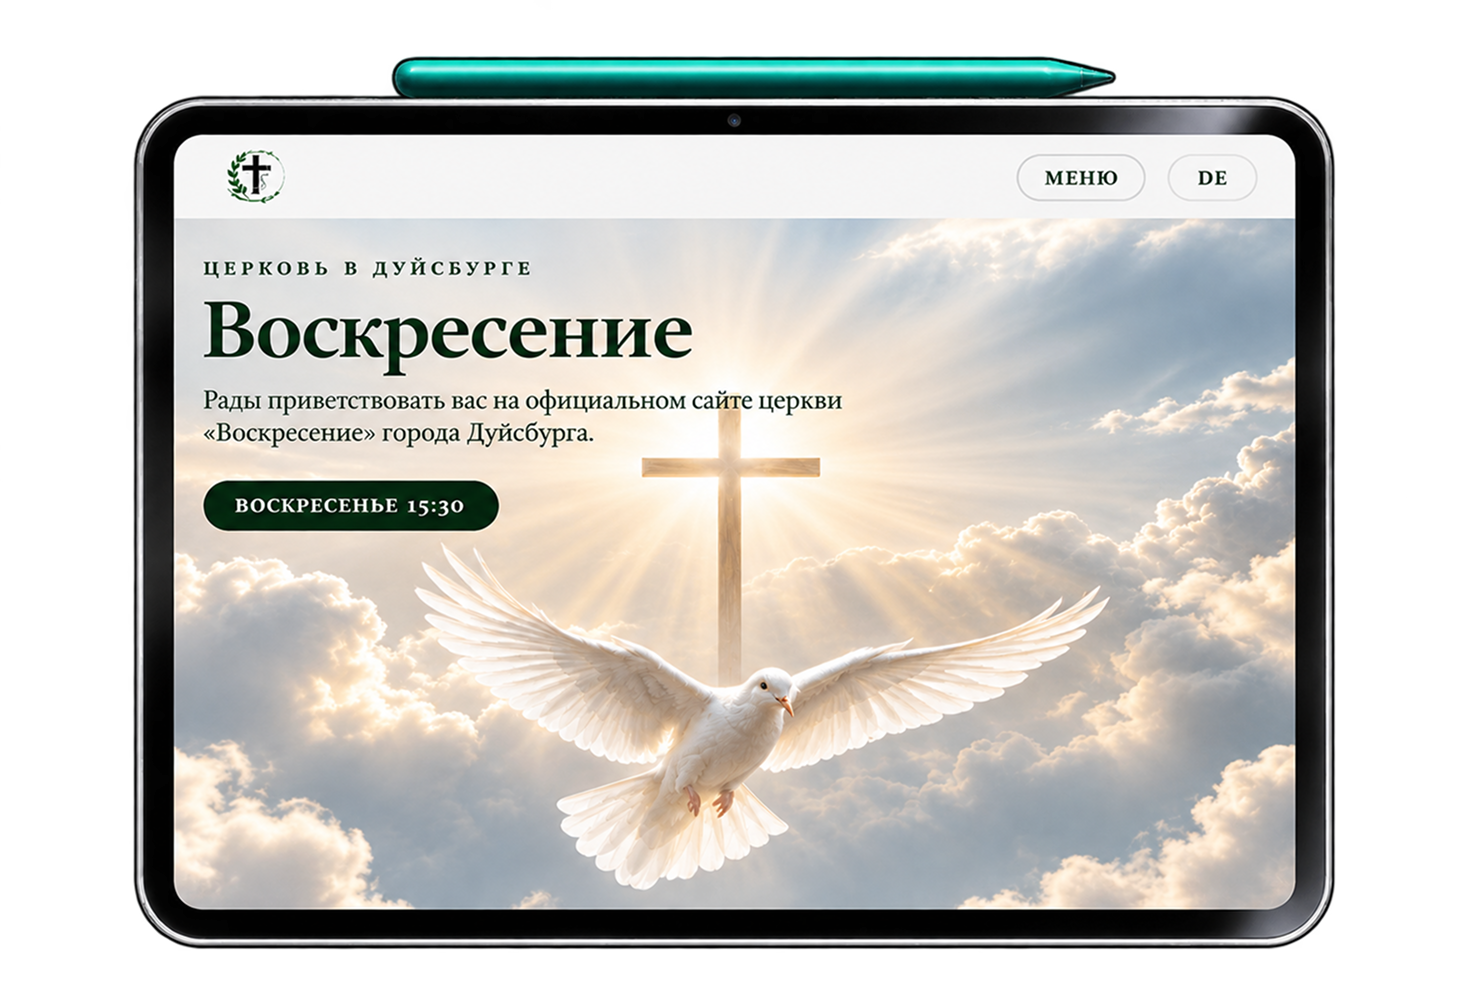 МЕНЮ
DE
ЦЕРКОВЬ В ДУЙСБУРГЕ
Воскресение
Рады приветствовать вас на официальном сайте церкви
«Воскресение» города Дуйсбурга.
ВОСКРЕСЕНЬЕ 15:30